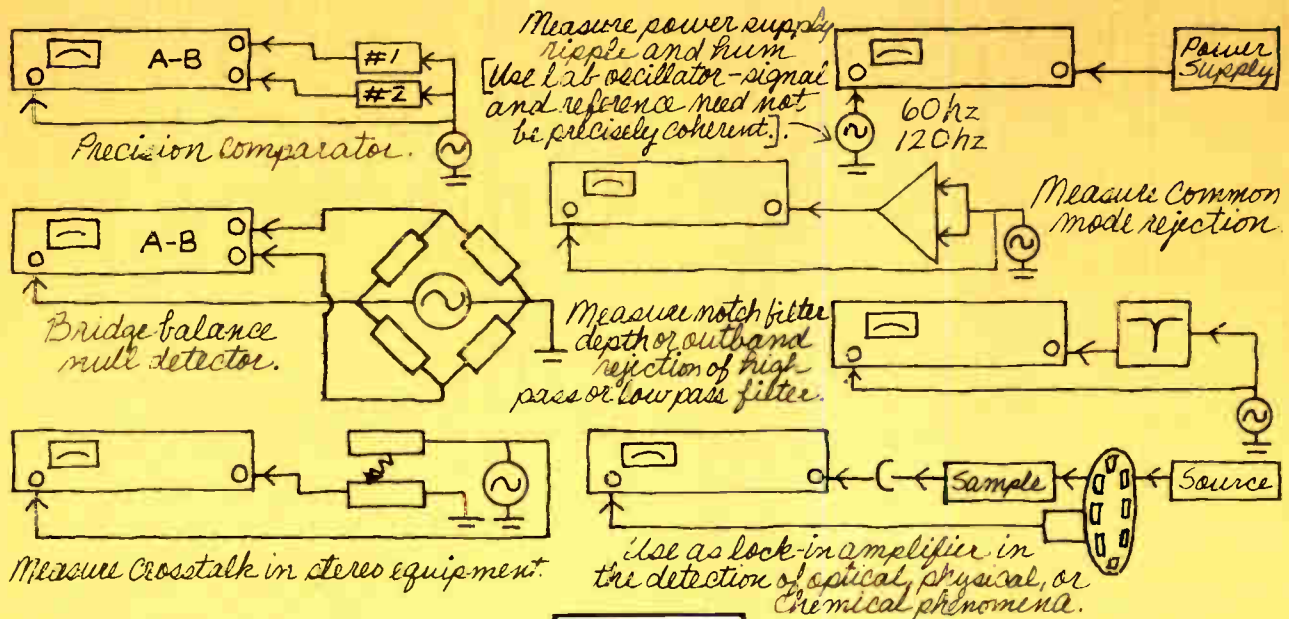 A-B
#1
#2
Precision comparator.
Measure power supply
ripple and hum
[Use lab oscillator-signal
and reference need not
be precisely coherent.].
60hz
120hz
Power
Supply
A-B
Bridge balance
null detector.
Measure common
mode rejection.
Measure notch filter
depth or outband
rejection of high
pass or low pass filter.
Measure crosstalk in stereo equipment.
Sample
Source
Use as lock-in amplifier in
the detection of optical, physical, or
chemical phenomena.